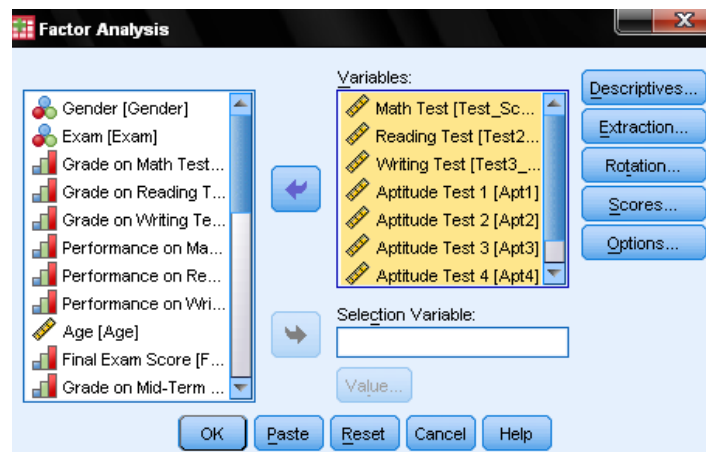 Factor Analysis
X
Variables:
Gender [Gender]
Exam [Exam]
Grade on Math Test...
Grade on Reading T...
Grade on Writing Te...
Performance on Ma...
Performance on Re...
Performance on Wri...
Age [Age]
Final Exam Score [F...
Grade on Mid-Term ...
Math Test [Test_Sc...
Reading Test [Test2...
Writing Test [Test3_...
Aptitude Test 1 [Apt1]
Aptitude Test 2 [Apt2]
Aptitude Test 3 [Apt3]
Aptitude Test 4 [Apt4]
Selection Variable:
Value...
Descriptives...
Extraction...
Rotation...
Scores...
Options...
OK Paste Reset Cancel Help